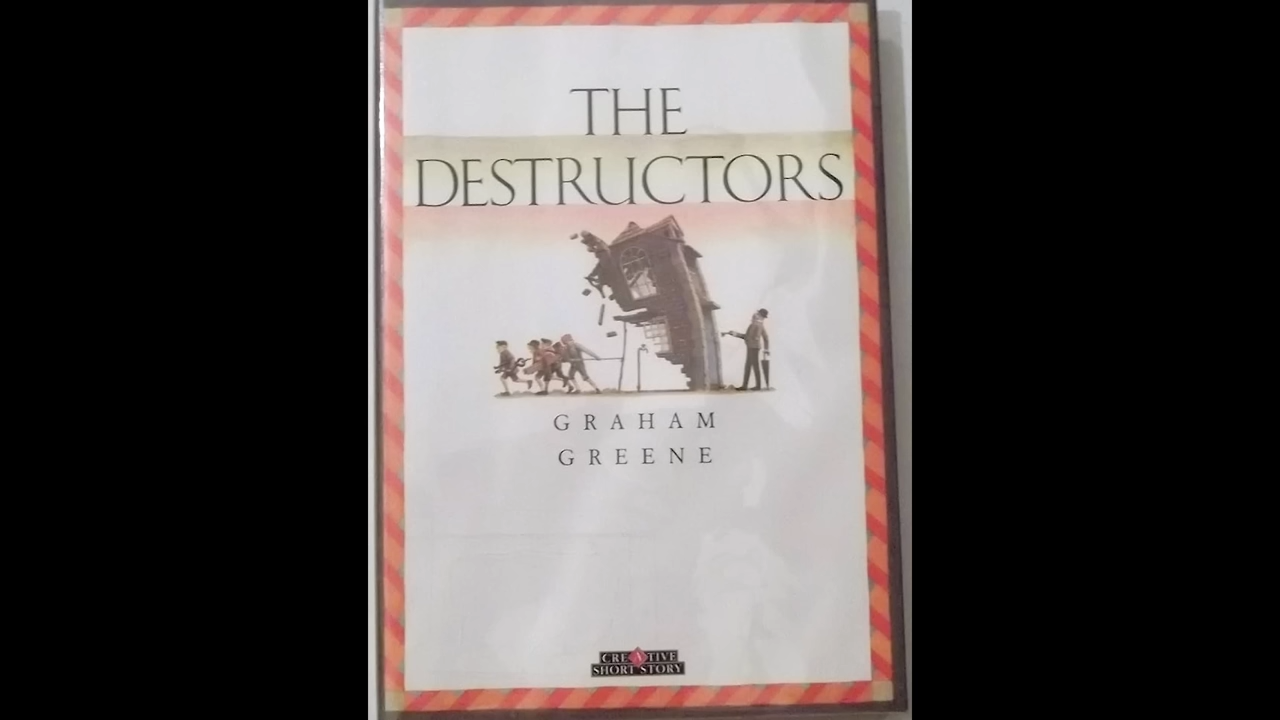 THE
DESTRUCTORS
GRAHAM
GREENE
CREATIVE
SHORT STORY